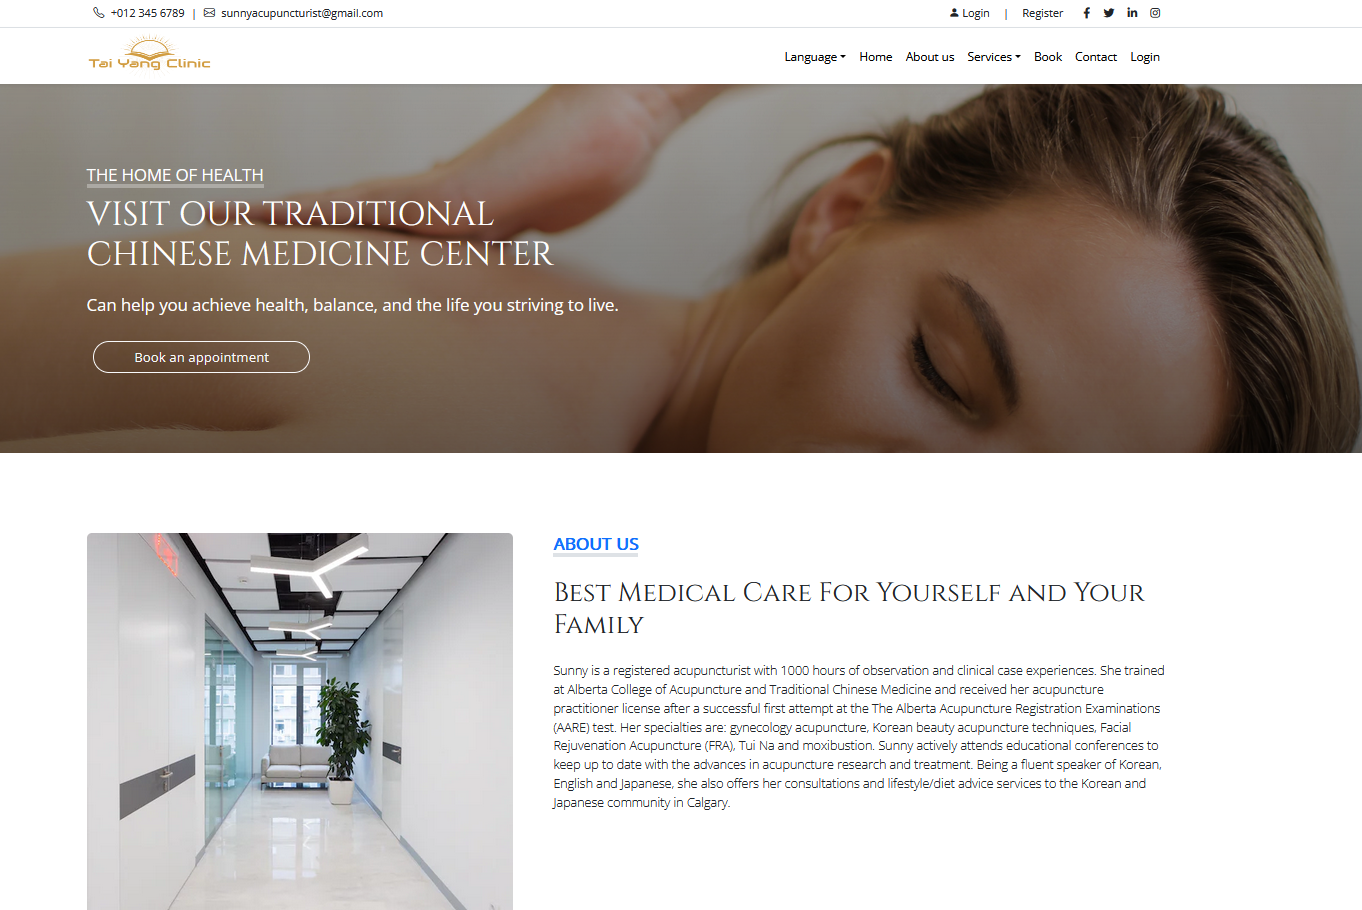 +012 345 6789 | sunnyacupuncturist@gmail.com
Login | Register
Tai Yang Clinic
Language Home About us Services Book Contact Login
THE HOME OF HEALTH
VISIT OUR TRADITIONAL
CHINESE MEDICINE CENTER
Can help you achieve health, balance, and the life you striving to live.
Book an appointment
ABOUT US
Best Medical Care For Yourself and Your
Family
Sunny is a registered acupuncturist with 1000 hours of observation and clinical case experiences. She trained
at Alberta College of Acupuncture and Traditional Chinese Medicine and received her acupuncture
practitioner license after a successful first attempt at the The Alberta Acupuncture Registration Examinations
(AARE) test. Her specialties are: gynecology acupuncture, Korean beauty acupuncture techniques, Facial
Rejuvenation Acupuncture (FRA), Tui Na and moxibustion. Sunny actively attends educational conferences to
keep up to date with the advances in acupuncture research and treatment. Being a fluent speaker of Korean,
English and Japanese, she also offers her consultations and lifestyle/diet advice services to the Korean and
Japanese community in Calgary.